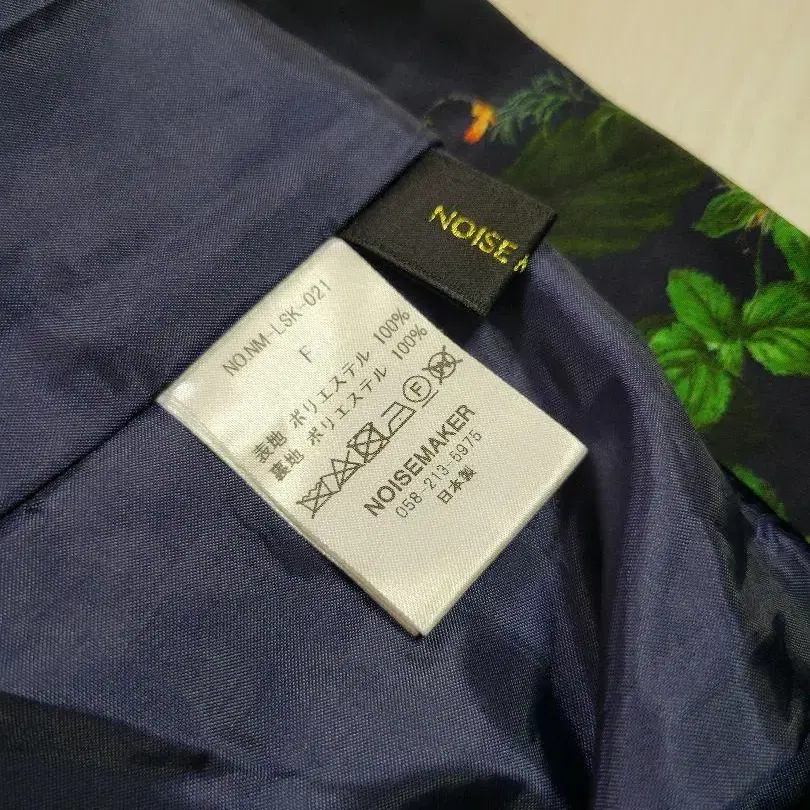 NOISE
NO.NM-LSK-021
F
表地 ポリエステル 100%
裏地 ポリエステル 100%
F
NOISEMAKER
058-213-5975
日本製